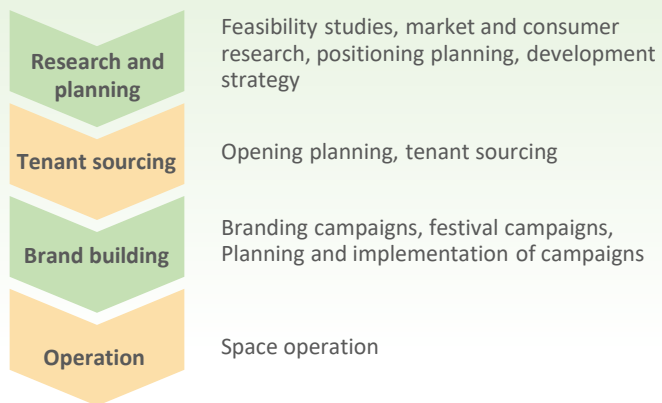 Research and
planning
Feasibility studies, market and consumer
research, positioning planning, development
strategy
Tenant sourcing
Opening planning, tenant sourcing
Brand building
Branding campaigns, festival campaigns,
Planning and implementation of campaigns
Operation
Space operation